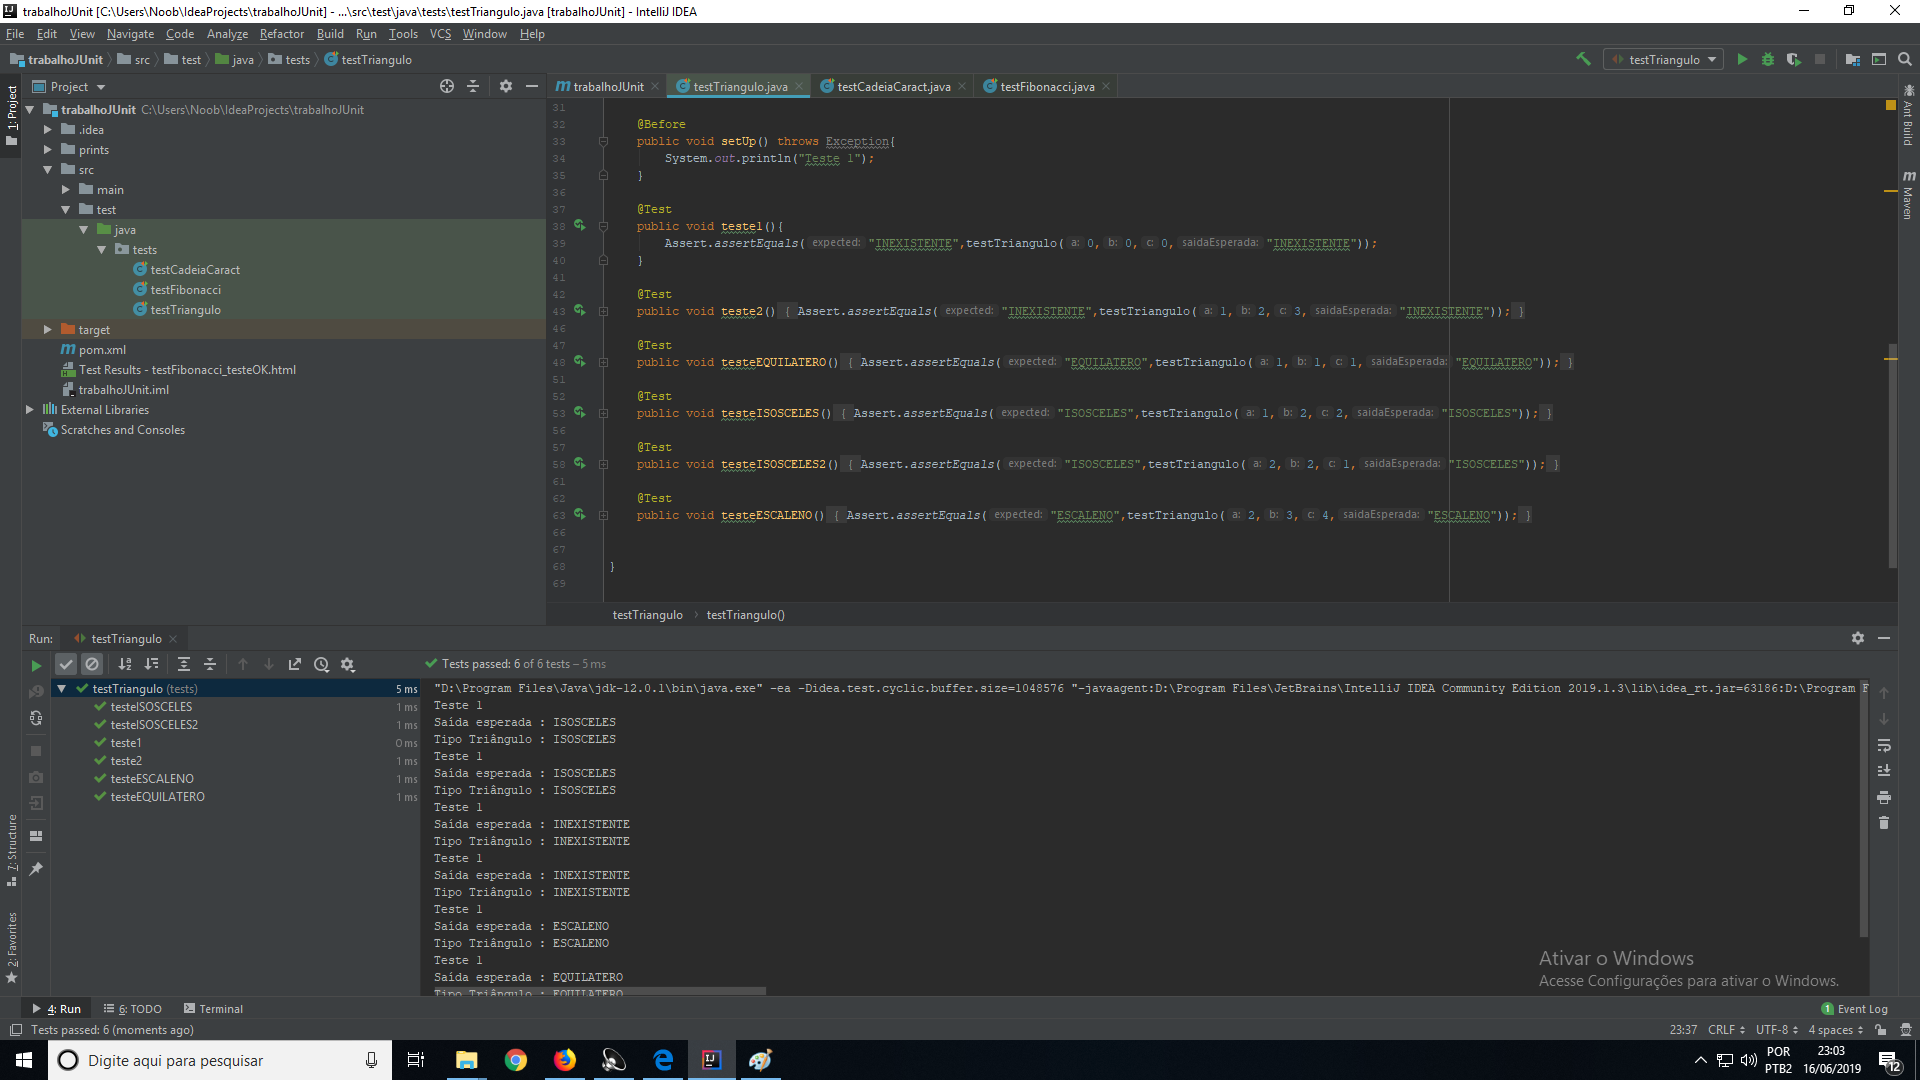 trabalhoJUnit [C:\Users\Noob\IdeaProjects\trabalhoJUnit] - ...\src\test\java\tests\testTriangulo.java [trabalhoJUnit] - IntelliJ IDEA
File Edit View Navigate Code Analyze Refactor Build Run Tools VCS Window Help
trabalhoJUnit src test java tests testTriangulo
testTriangulo
1: Project
Project
trabalhoJUnit C:\Users\Noob\IdeaProjects\trabalhoJUnit
.idea
prints
src
main
test
java
tests
testCadeiaCaract
testFibonacci
testTriangulo
target
pom.xml
Test Results - testFibonacci_testeOK.html
trabalhoJUnit.iml
External Libraries
Scratches and Consoles
trabalhoJUnit testTriangulo.java testCadeiaCaract.java testFibonacci.java
31
32 @Before
33 public void setUp() throws Exception{
34 System.out.println("Teste 1");
35 }
36
37 @Test
38 public void teste1(){
39 Assert.assertEquals( expected: "INEXISTENTE",testTriangulo( a: 0, b: 0, c: 0, saidaEsperada: "INEXISTENTE"));
40 }
41
42 @Test
43 public void teste2() { Assert.assertEquals( expected: "INEXISTENTE",testTriangulo( a: 1, b: 2, c: 3, saidaEsperada: "INEXISTENTE")); }
46
47 @Test
48 public void testeEQUILATERO() { Assert.assertEquals( expected: "EQUILATERO",testTriangulo( a: 1, b: 1, c: 1, saidaEsperada: "EQUILATERO")); }
51
52 @Test
53 public void testeISOSCELES() { Assert.assertEquals( expected: "ISOSCELES",testTriangulo( a: 1, b: 2, c: 2, saidaEsperada: "ISOSCELES")); }
56
57 @Test
58 public void testeISOSCELES2() { Assert.assertEquals( expected: "ISOSCELES",testTriangulo( a: 2, b: 2, c: 1, saidaEsperada: "ISOSCELES")); }
61
62 @Test
63 public void testeESCALENO() { Assert.assertEquals( expected: "ESCALENO",testTriangulo( a: 2, b: 3, c: 4, saidaEsperada: "ESCALENO")); }
66
67
68 }
69
testTriangulo testTriangulo()
Ant Build
Maven
Run: testTriangulo
Tests passed: 6 of 6 tests – 5 ms
testTriangulo (tests) 5 ms
testeISOSCELES 1 ms
testeISOSCELES2 1 ms
teste1 0 ms
teste2 1 ms
testeESCALENO 1 ms
testeEQUILATERO 1 ms
"D:\Program Files\Java\jdk-12.0.1\bin\java.exe" -ea -Didea.test.cyclic.buffer.size=1048576 "-javaagent:D:\Program Files\JetBrains\IntelliJ IDEA Community Edition 2019.1.3\lib\idea_rt.jar=63186:D:\Program F
Teste 1
Saída esperada : ISOSCELES
Tipo Triângulo : ISOSCELES
Teste 1
Saída esperada : ISOSCELES
Tipo Triângulo : ISOSCELES
Teste 1
Saída esperada : INEXISTENTE
Tipo Triângulo : INEXISTENTE
Teste 1
Saída esperada : INEXISTENTE
Tipo Triângulo : INEXISTENTE
Teste 1
Saída esperada : ESCALENO
Tipo Triângulo : ESCALENO
Teste 1
Saída esperada : EQUILATERO
Tipo Triângulo : EQUILATERO
7: Structure
2: Favorites
Ativar o Windows
Acesse Configurações para ativar o Windows.
4: Run 6: TODO Terminal 1 Event Log
Tests passed: 6 (moments ago) 23:37 CRLF UTF-8 4 spaces
Digite aqui para pesquisar
POR
PTB2
23:03
16/06/2019
12